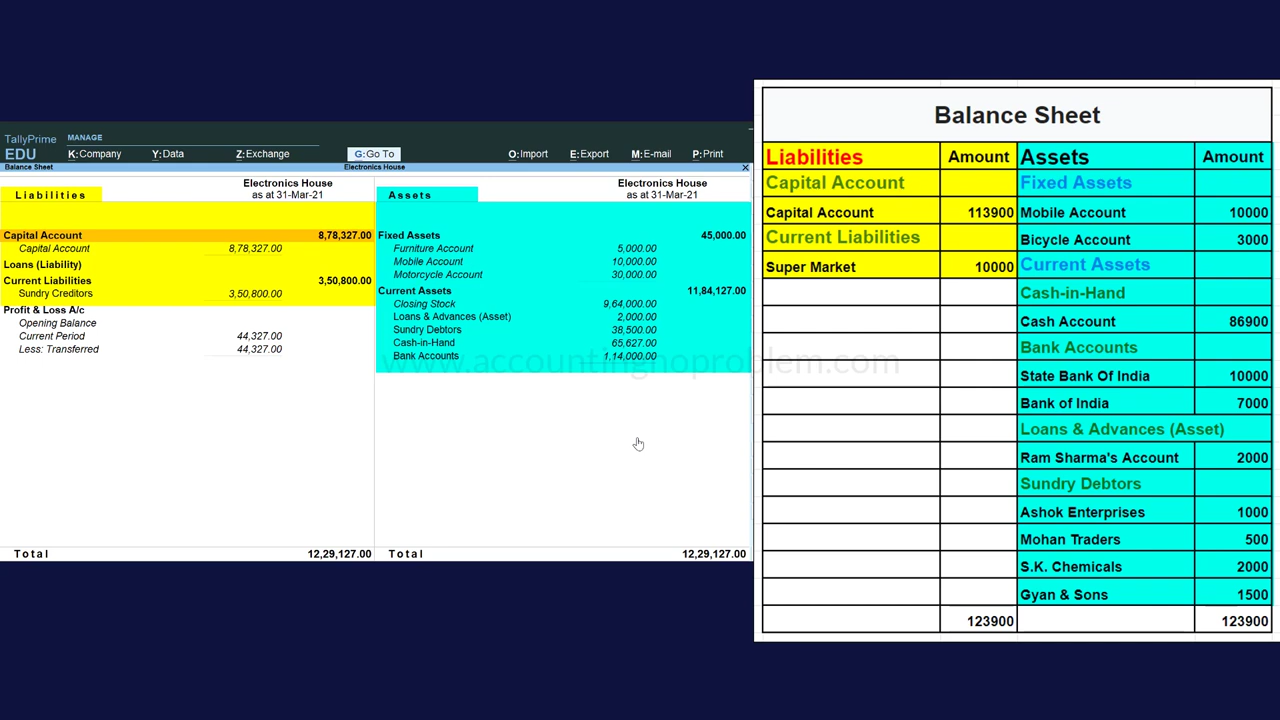 TallyPrime
EDU
MANAGE
K:Company Y:Data Z:Exchange G:Go To O:Import E:Export M:E-mail P:Print
Balance Sheet Electronics House
Liabilities
Electronics House
as at 31-Mar-21
Capital Account 8,78,327.00
Capital Account 8,78,327.00
Loans (Liability)
Current Liabilities 3,50,800.00
Sundry Creditors 3,50,800.00
Profit & Loss A/c
Opening Balance
Current Period 44,327.00
Less: Transferred 44,327.00
Total 12,29,127.00
Assets
Electronics House
as at 31-Mar-21
Fixed Assets 45,000.00
Furniture Account 5,000.00
Mobile Account 10,000.00
Motorcycle Account 30,000.00
Current Assets 11,84,127.00
Closing Stock 9,64,000.00
Loans & Advances (Asset) 2,000.00
Sundry Debtors 38,500.00
Cash-in-Hand 65,627.00
Bank Accounts 1,14,000.00
Total 12,29,127.00
www.accountingnoproblem.com
Balance Sheet
Liabilities Amount Assets Amount
Capital Account Fixed Assets
Capital Account 113900 Mobile Account 10000
Current Liabilities Bicycle Account 3000
Super Market 10000 Current Assets
Cash-in-Hand
Cash Account 86900
Bank Accounts
State Bank Of India 10000
Bank of India 7000
Loans & Advances (Asset)
Ram Sharma's Account 2000
Sundry Debtors
Ashok Enterprises 1000
Mohan Traders 500
S.K. Chemicals 2000
Gyan & Sons 1500
123900 123900